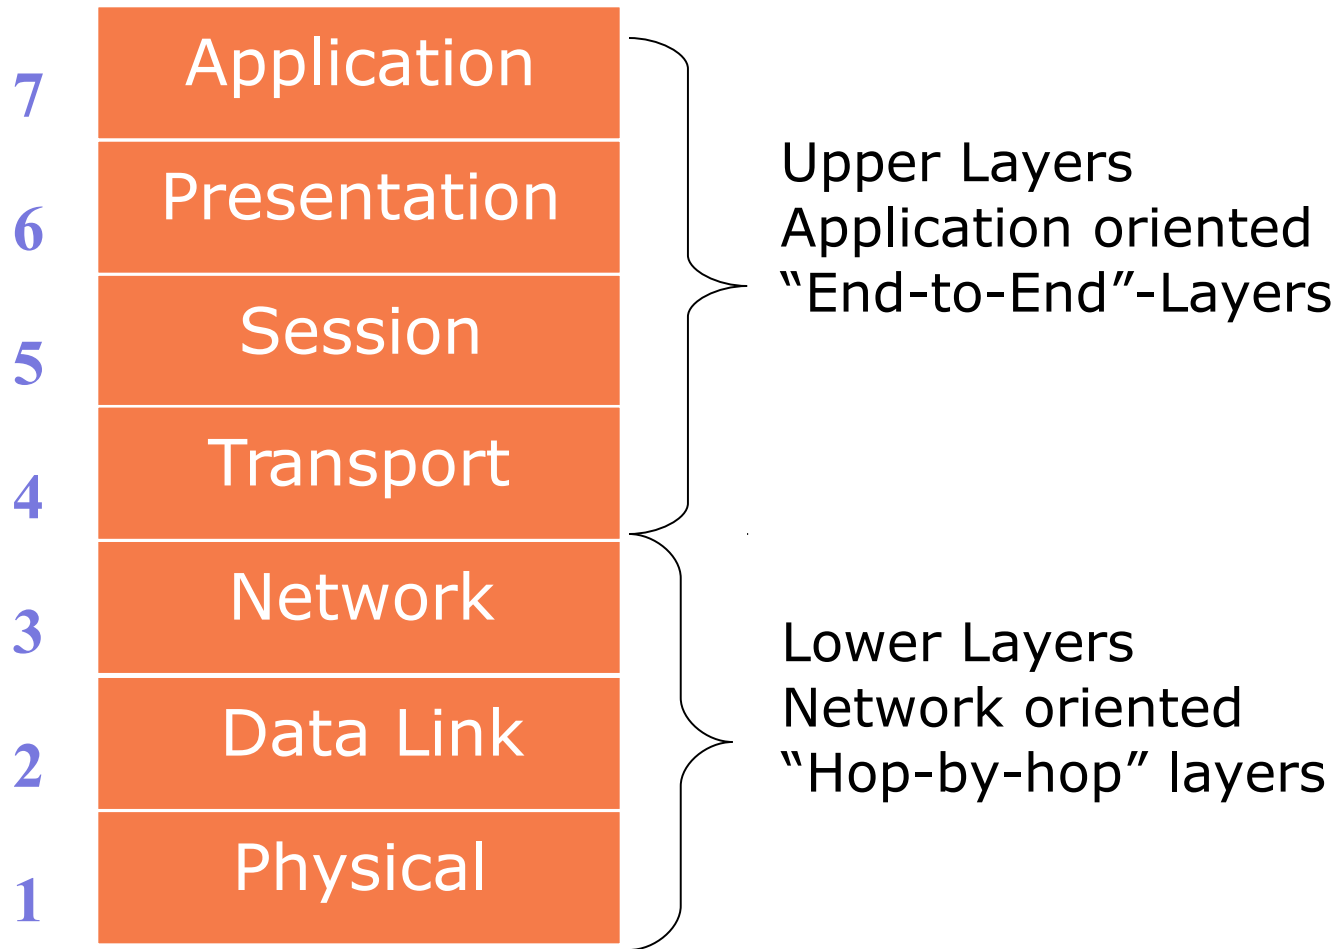 7 Application
6 Presentation
5 Session
4 Transport
Upper Layers
Application oriented
“End-to-End”-Layers
3 Network
2 Data Link
1 Physical
Lower Layers
Network oriented
“Hop-by-hop” layers